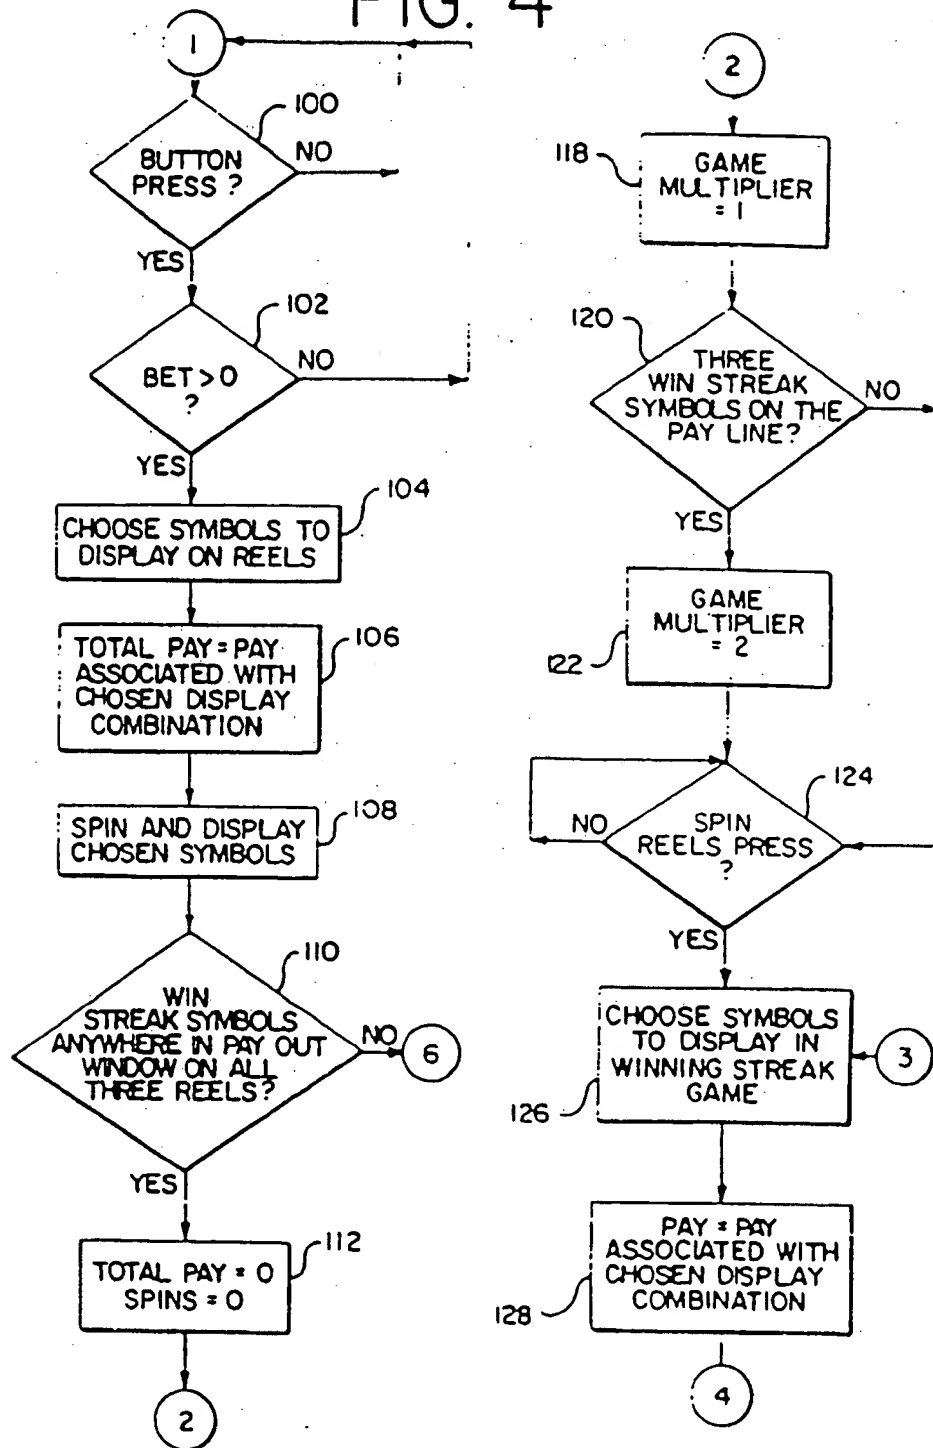 FIG. 4
1
100
BUTTON
PRESS ?
NO
YES
102
BET > 0
?
NO
YES
104
CHOOSE SYMBOLS TO
DISPLAY ON REELS
106
TOTAL PAY = PAY
ASSOCIATED WITH
CHOSEN DISPLAY
COMBINATION
108
SPIN AND DISPLAY
CHOSEN SYMBOLS
110
WIN
STREAK SYMBOLS
ANYWHERE IN PAY OUT
WINDOW ON ALL
THREE REELS?
NO
6
YES
112
TOTAL PAY = 0
SPINS = 0
2
2
118
GAME
MULTIPLIER
= 1
120
THREE
WIN STREAK
SYMBOLS ON THE
PAY LINE?
NO
YES
GAME
MULTIPLIER
= 2
122
124
SPIN
REELS PRESS
?
NO
YES
CHOOSE SYMBOLS
TO DISPLAY IN
WINNING STREAK
GAME
3
126
PAY = PAY
ASSOCIATED WITH
CHOSEN DISPLAY
COMBINATION
128
4